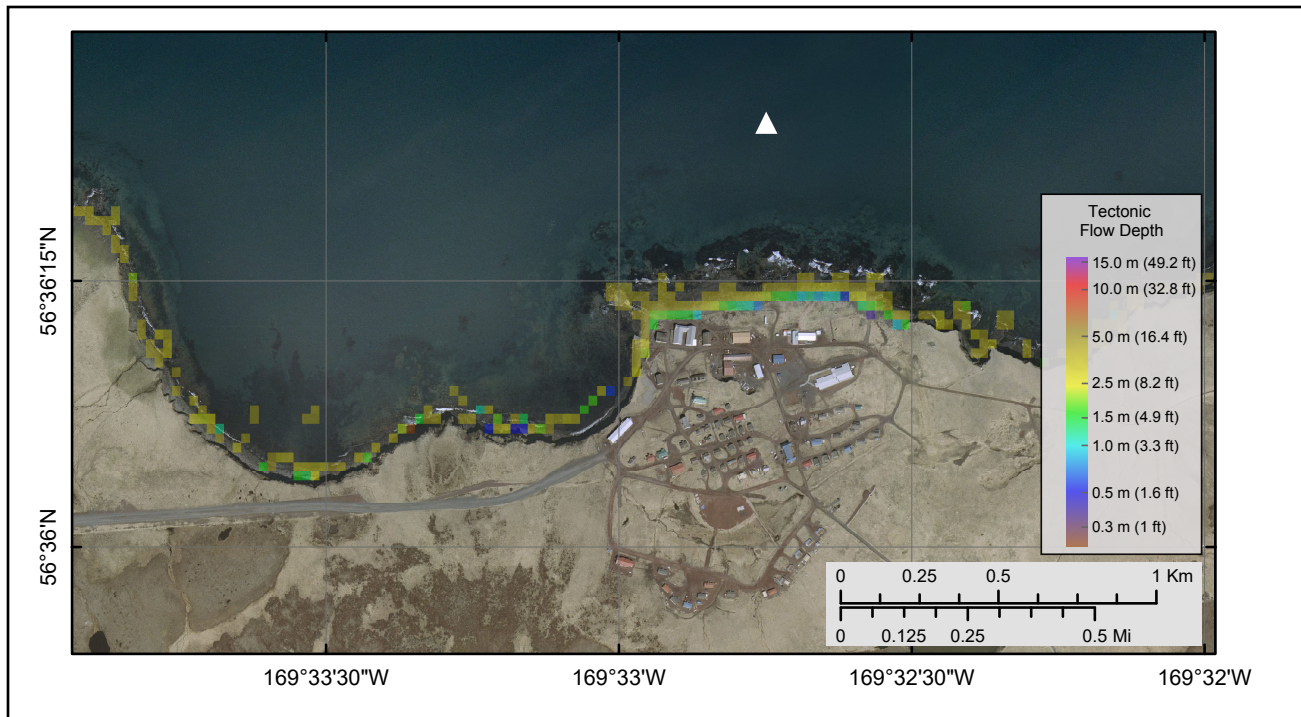 56°36'15"N
56°36'N
169°33'30"W
169°33'W
169°32'30"W
169°32'W
Tectonic
Flow Depth
15.0 m (49.2 ft)
10.0 m (32.8 ft)
5.0 m (16.4 ft)
2.5 m (8.2 ft)
1.5 m (4.9 ft)
1.0 m (3.3 ft)
0.5 m (1.6 ft)
0.3 m (1 ft)
0 0.25 0.5 1 Km
0 0.125 0.25 0.5 Mi